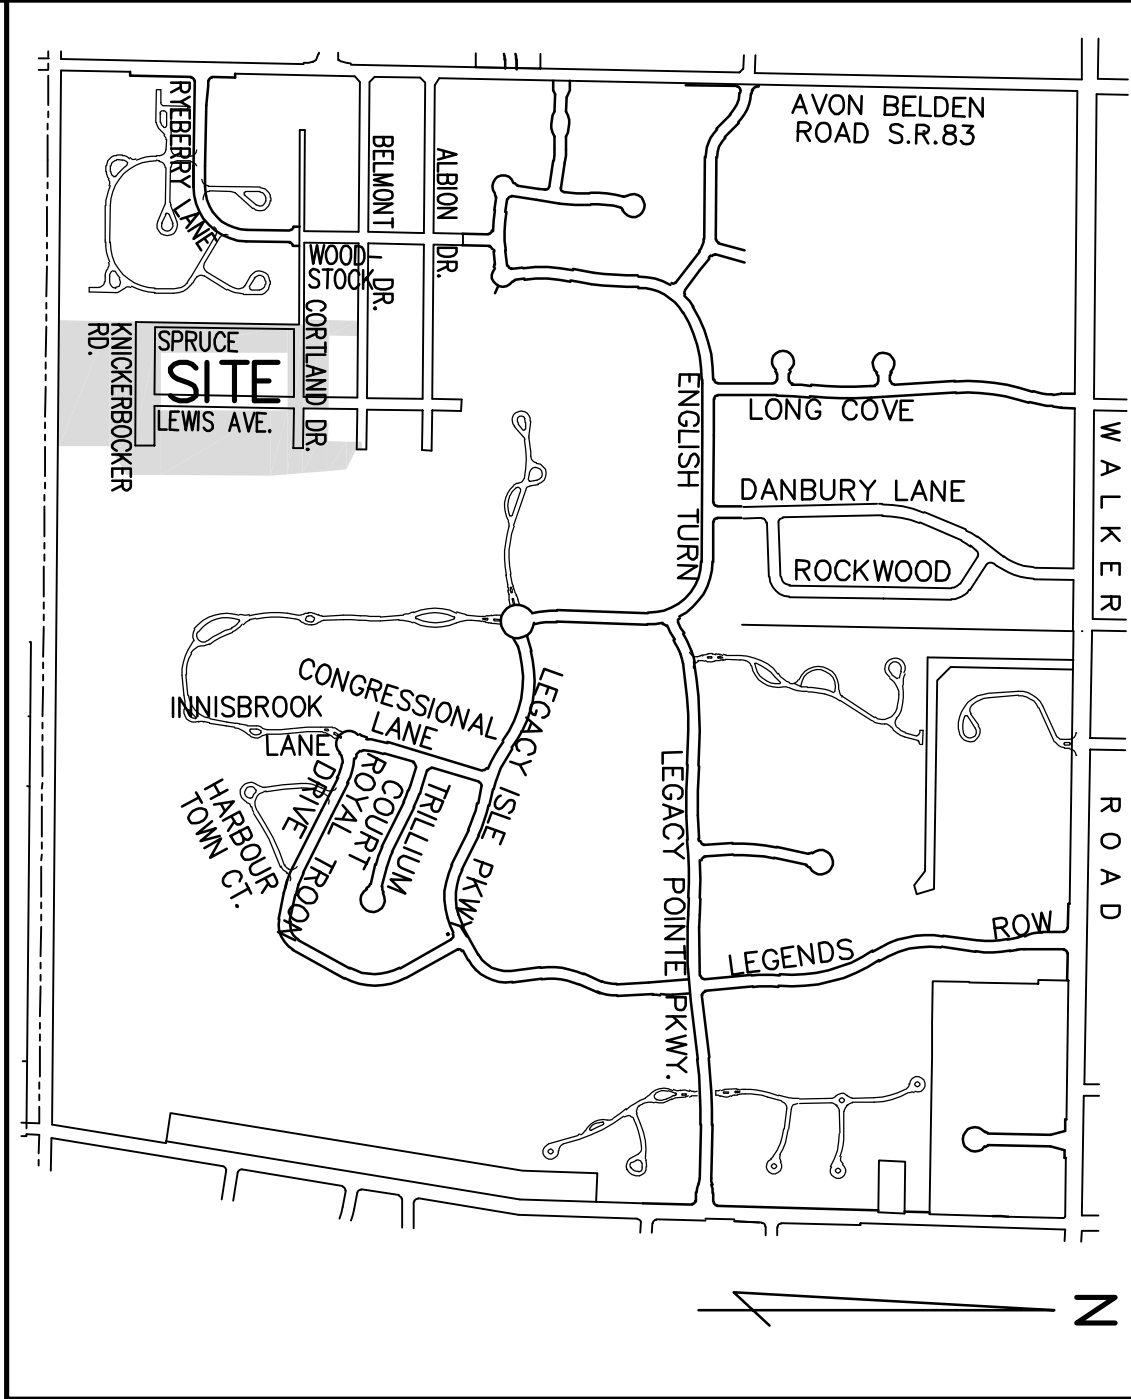 AVON BELDEN
ROAD S.R.83
RYEBERRY LANE
BELMONT DR.
ALBION DR.
WOOD-
STOCK
CORTLAND DR.
KNICKERBOCKER
RD.
SPRUCE
SITE
LEWIS AVE.
ENGLISH TURN
LONG COVE
DANBURY LANE
ROCKWOOD
WALKER ROAD
CONGRESSIONAL
LANE
INNISBROOK
LANE
LEGACY ISLE PKWY.
HARBOUR
TOWN CT.
ROYAL TROON
DRIVE
TRILLIUM
COURT
LEGACY POINTE PKWY.
LEGENDS ROW
N